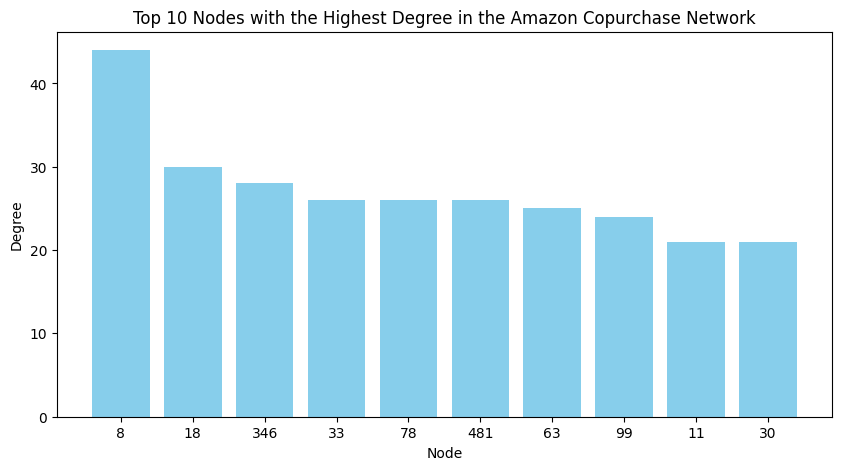 Top 10 Nodes with the Highest Degree in the Amazon Copurchase Network
Degree
40
30
20
10
0
8 18 346 33 78 481 63 99 11 30
Node